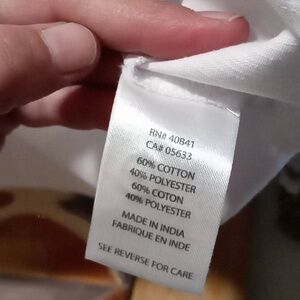 RN# 40841
CA# 05633
60% COTTON
40% POLYESTER
60% COTON
40% POLYESTER
MADE IN INDIA
FABRIQUE EN INDE
SEE REVERSE FOR CARE